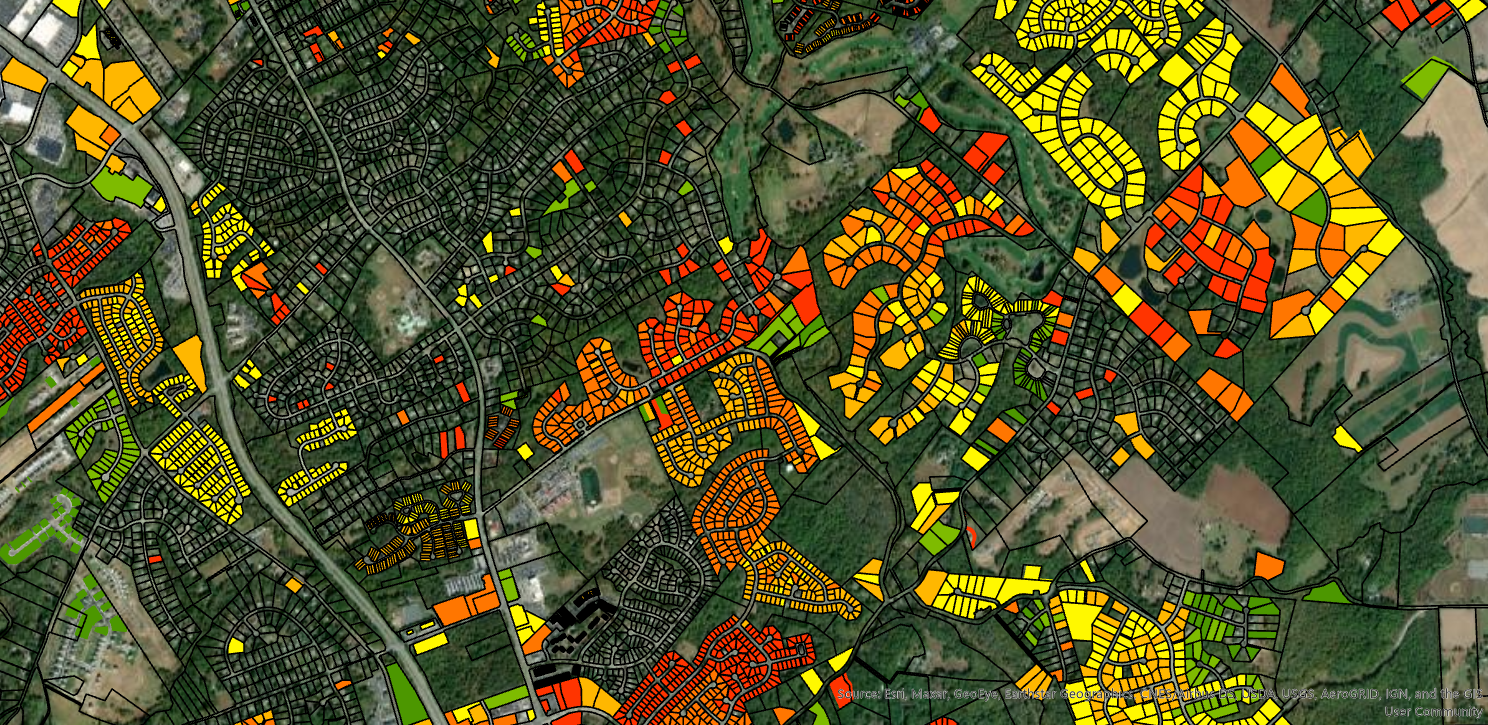 Source: Esri, Maxar, GeoEye, Earthstar Geographics, CNES/Airbus DS, USDA, USGS, AeroGRID, IGN, and the GIS
User Community